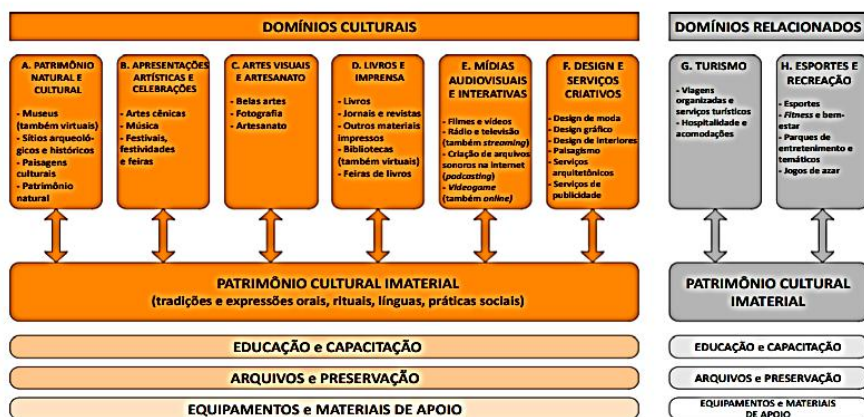 DOMÍNIOS CULTURAIS
A. PATRIMÔNIO
NATURAL E
CULTURAL
- Museus
(também virtuais)
- Sítios arqueoló-
gicos e históricos
- Paisagens
culturais
- Patrimônio
natural
B. APRESENTAÇÕES
ARTÍSTICAS E
CELEBRAÇÕES
- Artes cênicas
- Música
- Festivais,
festividades
e feiras
C. ARTES VISUAIS
E ARTESANATO
- Belas artes
- Fotografia
- Artesanato
D. LIVROS E
IMPRENSA
- Livros
- Jornais e revistas
- Outros materiais
impressos
- Bibliotecas
(também virtuais)
- Feiras de livros
E. MÍDIAS
AUDIOVISUAIS
E INTERATIVAS
- Filmes e vídeos
- Rádio e televisão
(também streaming)
- Criação de arquivos
sonoros na internet
(podcasting)
- Videogame
(também online)
F. DESIGN E
SERVIÇOS
CRIATIVOS
- Design de moda
- Design gráfico
- Design de interiores
- Paisagismo
- Serviços
arquitetônicos
- Serviços de
publicidade
PATRIMÔNIO CULTURAL IMATERIAL
(tradições e expressões orais, rituais, línguas, práticas sociais)
EDUCAÇÃO e CAPACITAÇÃO
ARQUIVOS e PRESERVAÇÃO
EQUIPAMENTOS e MATERIAIS DE APOIO
DOMÍNIOS RELACIONADOS
G. TURISMO
- Viagens
organizadas e
serviços turísticos
- Hospitalidade e
acomodações
H. ESPORTES E
RECREAÇÃO
- Esportes
- Fitness e bem-
estar
- Parques de
entretenimento e
temáticos
- Jogos de azar
PATRIMÔNIO CULTURAL
IMATERIAL
EDUCAÇÃO e CAPACITAÇÃO
ARQUIVOS e PRESERVAÇÃO
EQUIPAMENTOS e MATERIAIS
DE APOIO